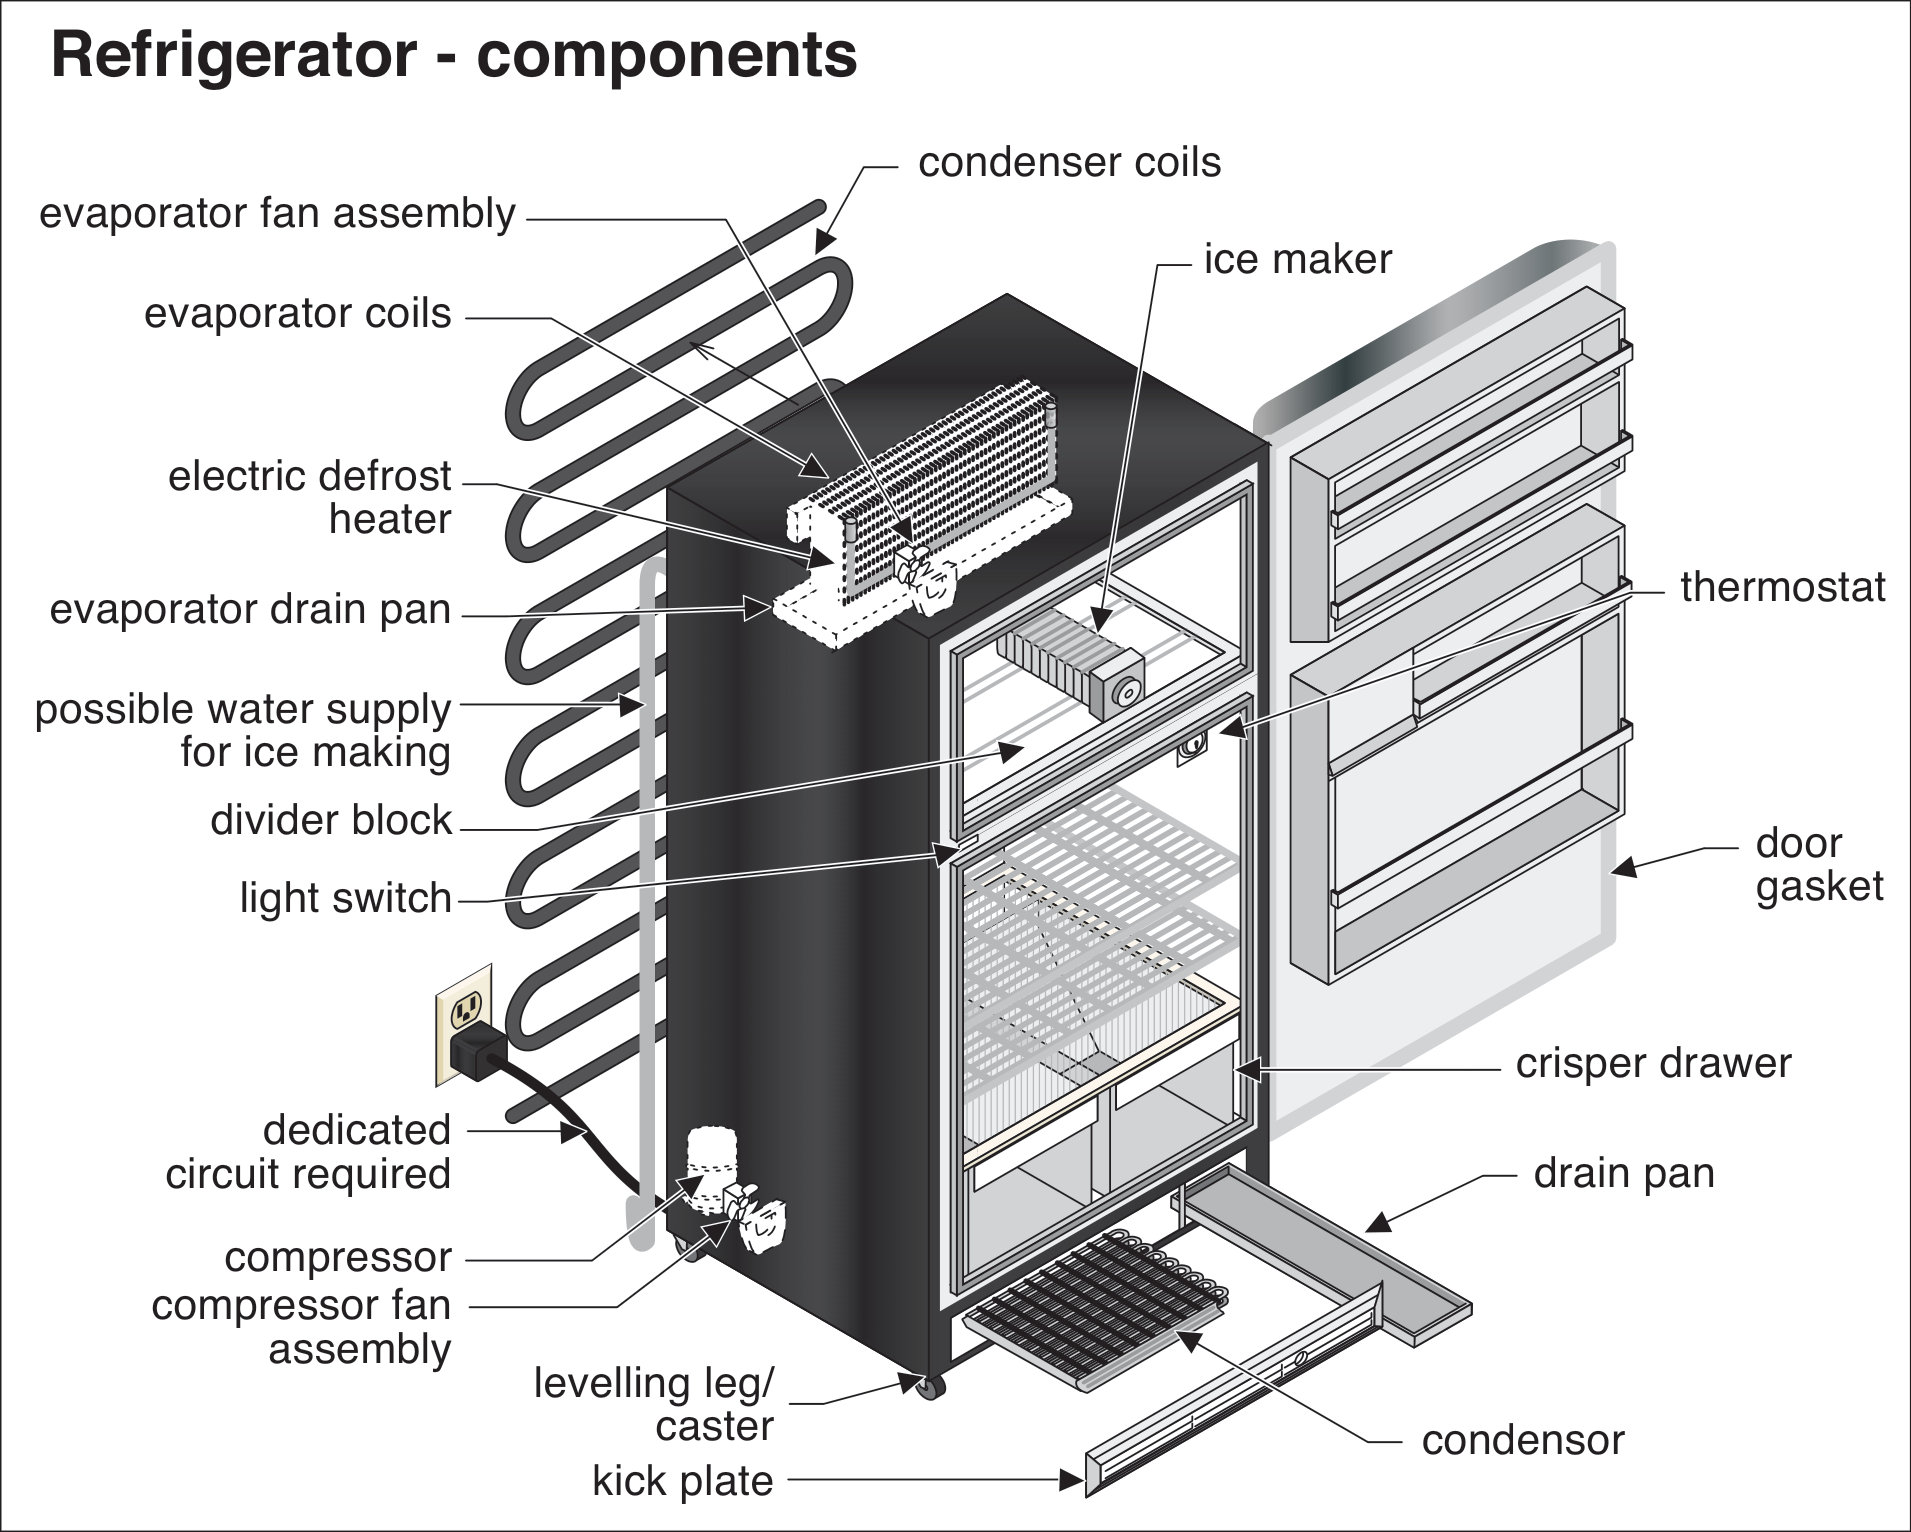 Refrigerator - components
condenser coils
evaporator fan assembly
ice maker
evaporator coils
electric defrost
heater
thermostat
evaporator drain pan
possible water supply
for ice making
divider block
door
gasket
light switch
crisper drawer
dedicated
circuit required
drain pan
compressor
compressor fan
assembly
levelling leg/
caster
condensor
kick plate